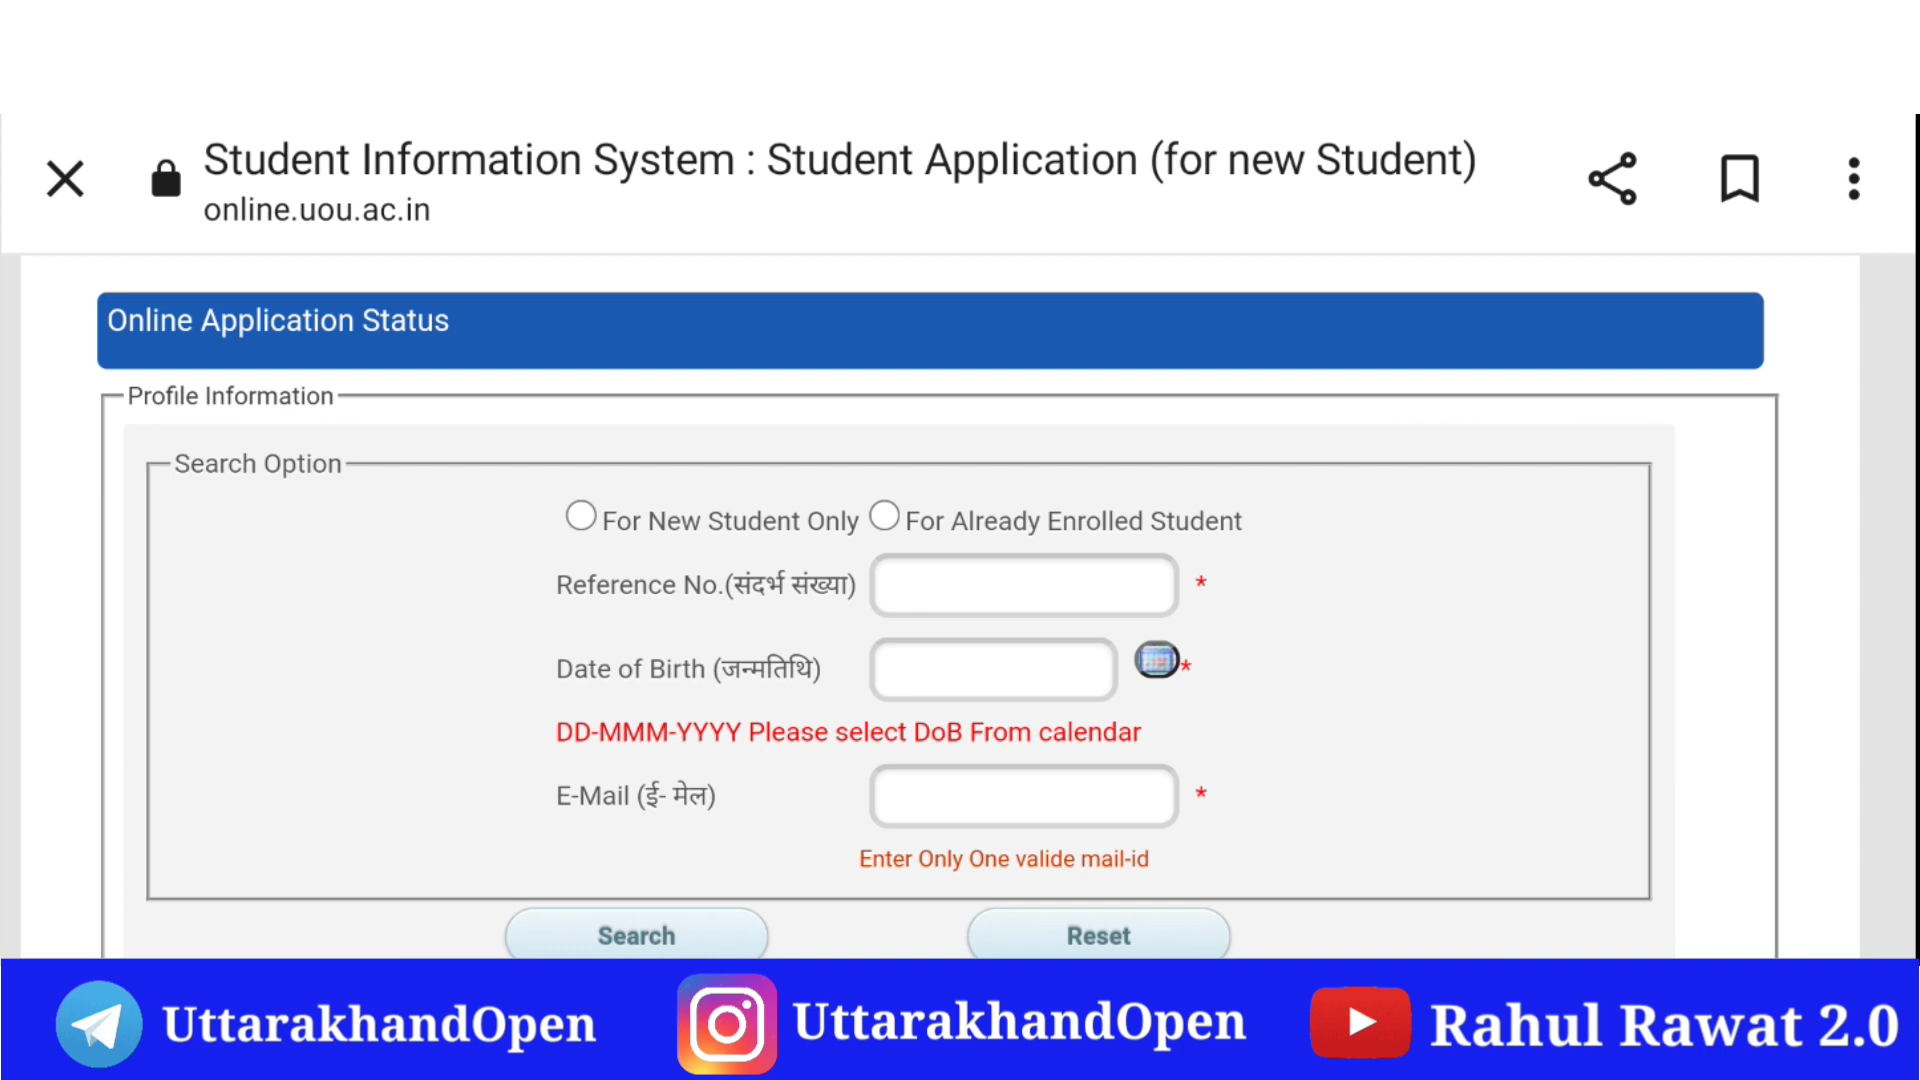 Student Information System : Student Application (for new Student)
online.uou.ac.in
Online Application Status
Profile Information
Search Option
For New Student Only For Already Enrolled Student
Reference No.(संदर्भ संख्या) *
Date of Birth (जन्मतिथि) *
DD-MMM-YYYY Please select DoB From calendar
E-Mail (ई- मेल) *
Enter Only One valide mail-id
Search Reset
UttarakhandOpen UttarakhandOpen Rahul Rawat 2.0